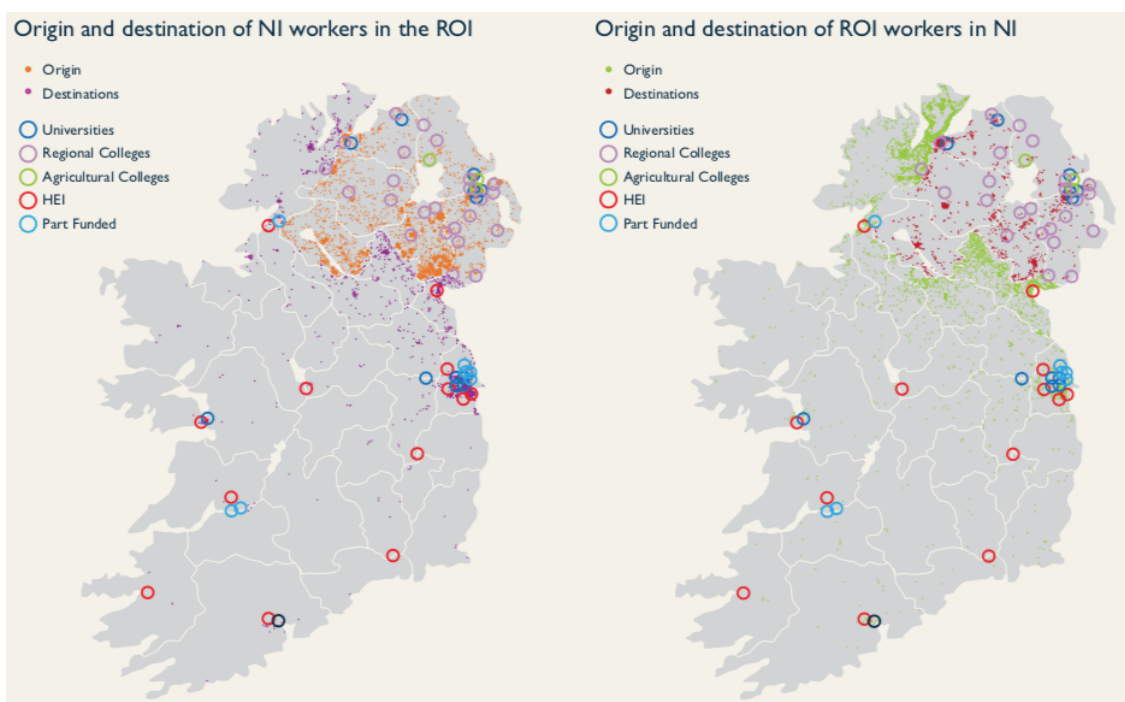 Origin and destination of NI workers in the ROI
Origin
Destinations
Universities
Regional Colleges
Agricultural Colleges
HEI
Part Funded
Origin and destination of ROI workers in NI
Origin
Destinations
Universities
Regional Colleges
Agricultural Colleges
HEI
Part Funded